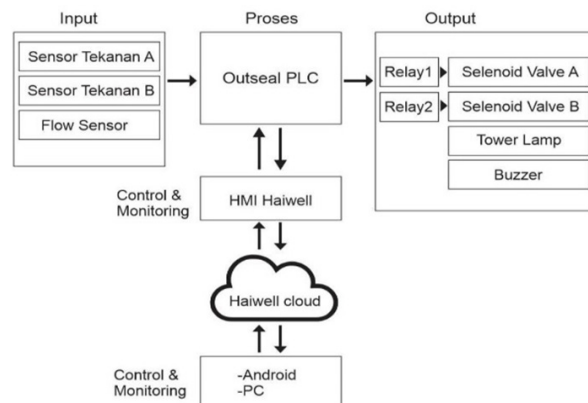 Input
Proses
Output
Sensor Tekanan A
Sensor Tekanan B
Flow Sensor
Outseal PLC
Relay1
Selenoid Valve A
Relay2
Selenoid Valve B
Tower Lamp
Buzzer
Control &
Monitoring
HMI Haiwell
Haiwell cloud
Control &
Monitoring
-Android
-PC